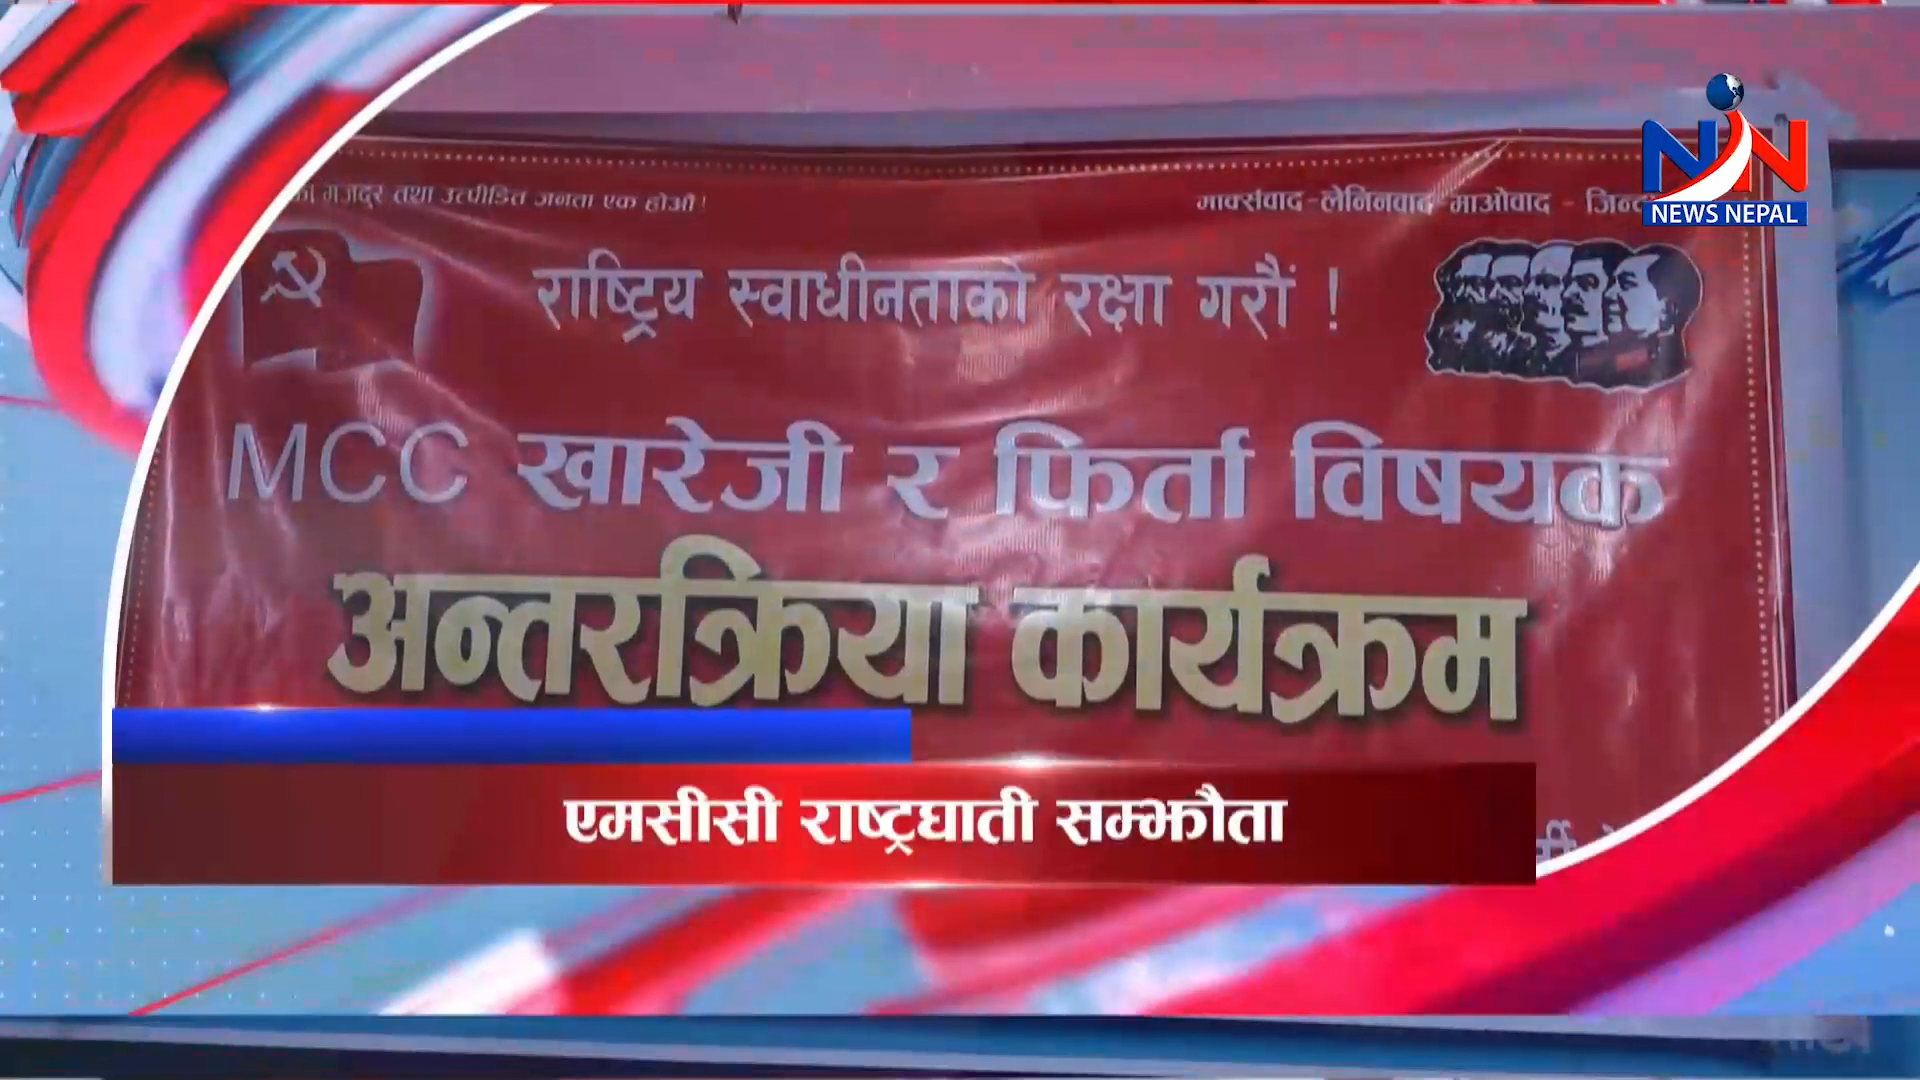 मजदुर तथा उत्पीडित जनता एक होऔं !
मार्क्सवाद-लेनिनवाद माओवाद -
NEWS NEPAL
राष्ट्रिय स्वाधीनताको रक्षा गरौं !
MCC खारेजी र फिर्ता विषयक
अन्तरक्रिया कार्यक्रम
एमसीसी राष्ट्रघाती सम्झौता